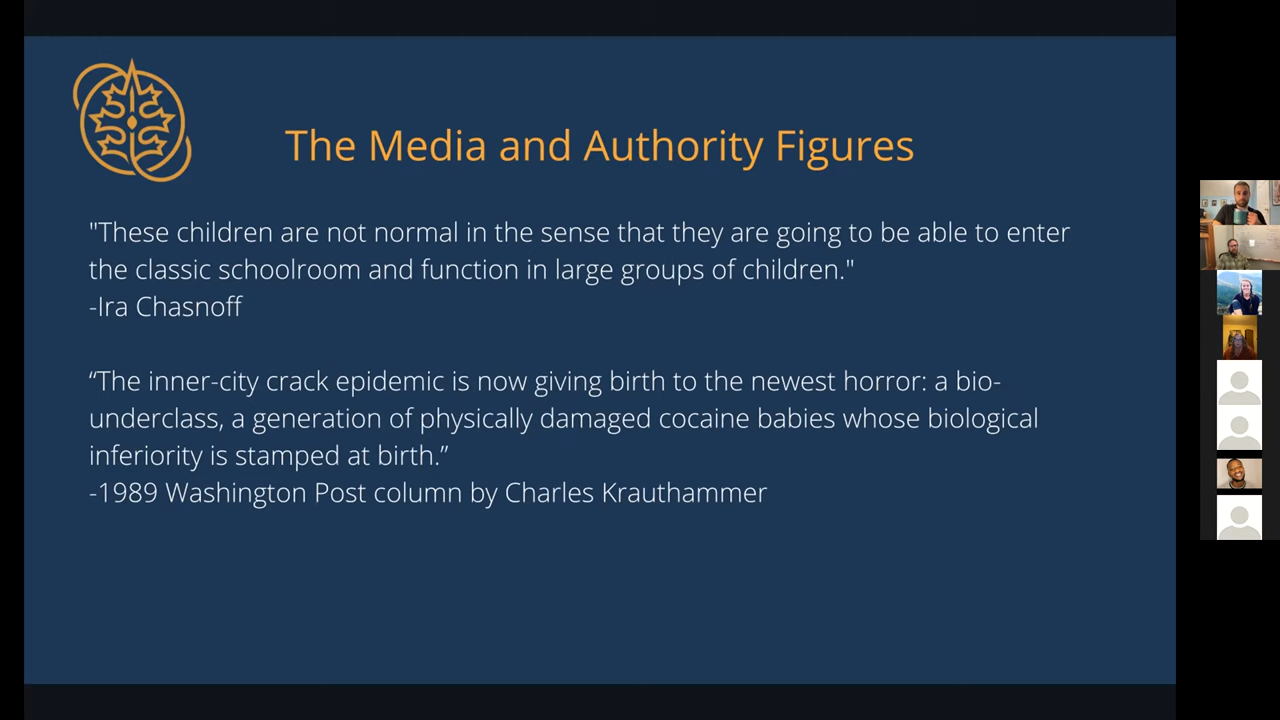 The Media and Authority Figures
"These children are not normal in the sense that they are going to be able to enter
the classic schoolroom and function in large groups of children."
-Ira Chasnoff
“The inner-city crack epidemic is now giving birth to the newest horror: a bio-
underclass, a generation of physically damaged cocaine babies whose biological
inferiority is stamped at birth.”
-1989 Washington Post column by Charles Krauthammer